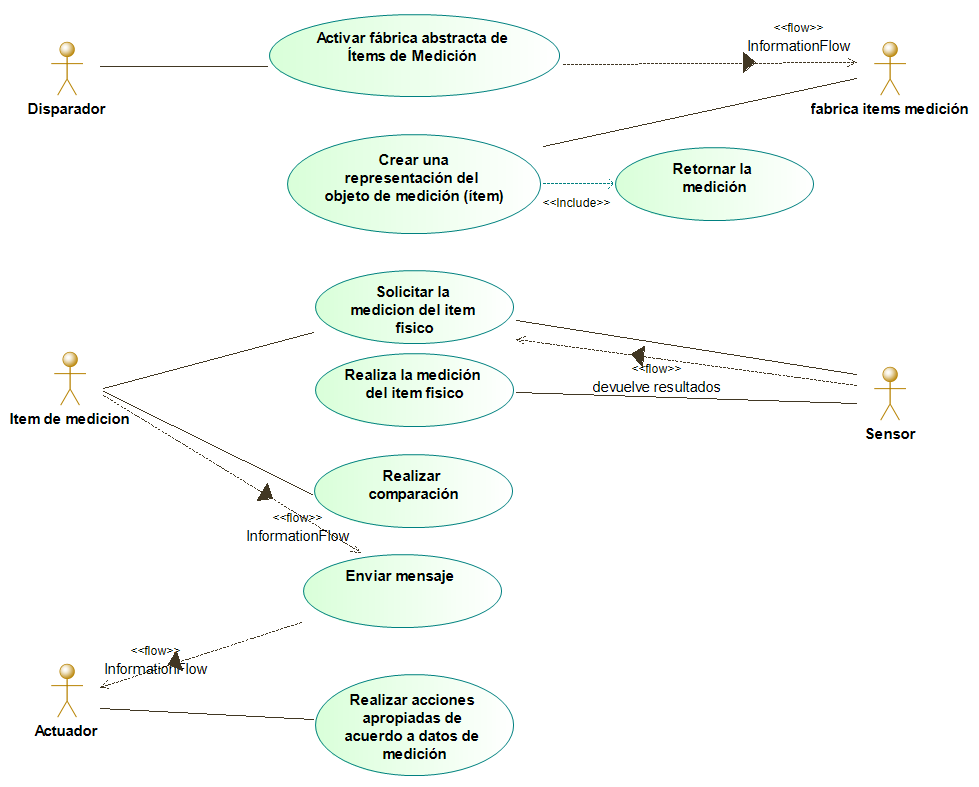 Activar fábrica abstracta de
Ítems de Medición
<<flow>>
InformationFlow
Disparador
fabrica items medición
Crear una
representación del
objeto de medición (ítem)
<<Include>>
Retornar la
medición
Solicitar la
medicion del item
fisico
<<flow>>
devuelve resultados
Realiza la medición
del item fisico
Item de medicion
Sensor
Realizar
comparación
<<flow>>
InformationFlow
Enviar mensaje
<<flow>>
InformationFlow
Actuador
Realizar acciones
apropiadas de
acuerdo a datos de
medición